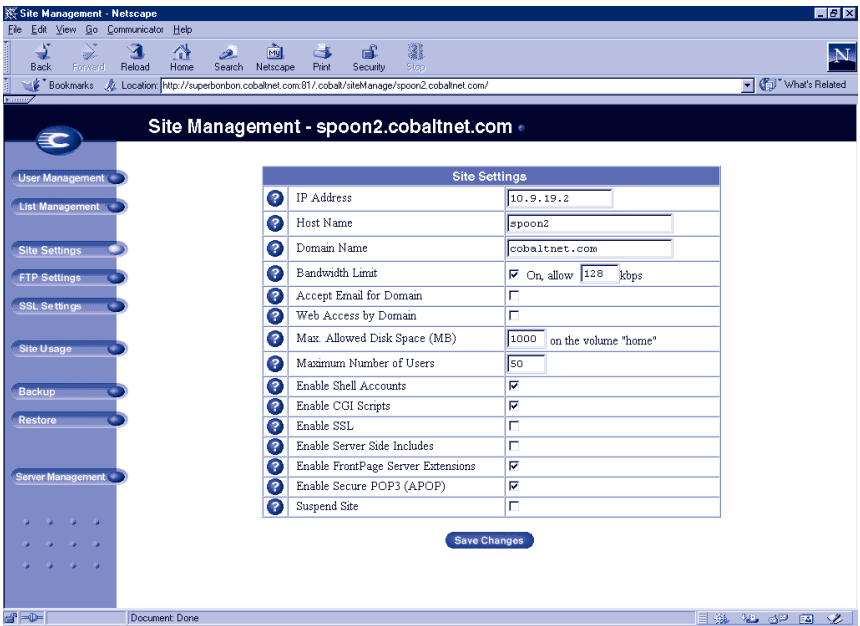 Site Management - Netscape
File Edit View Go Communicator Help
Back Forward Reload Home Search Netscape Print Security Stop
My
N
Bookmarks Location: http://superbonbon.cobaltnet.com:81/.cobalt/siteManage/spoon2.cobaltnet.com/ What's Related
Site Management - spoon2.cobaltnet.com
User Management
List Management
Site Settings
FTP Settings
SSL Settings
Site Usage
Backup
Restore
Server Management
Site Settings
? IP Address 10.9.19.2
? Host Name spoon2
? Domain Name cobaltnet.com
? Bandwidth Limit On, allow 128 kbps
? Accept Email for Domain
? Web Access by Domain
? Max. Allowed Disk Space (MB) 1000 on the volume "home"
? Maximum Number of Users 50
? Enable Shell Accounts
? Enable CGI Scripts
? Enable SSL
? Enable Server Side Includes
? Enable FrontPage Server Extensions
? Enable Secure POP3 (APOP)
? Suspend Site
Save Changes
Document: Done